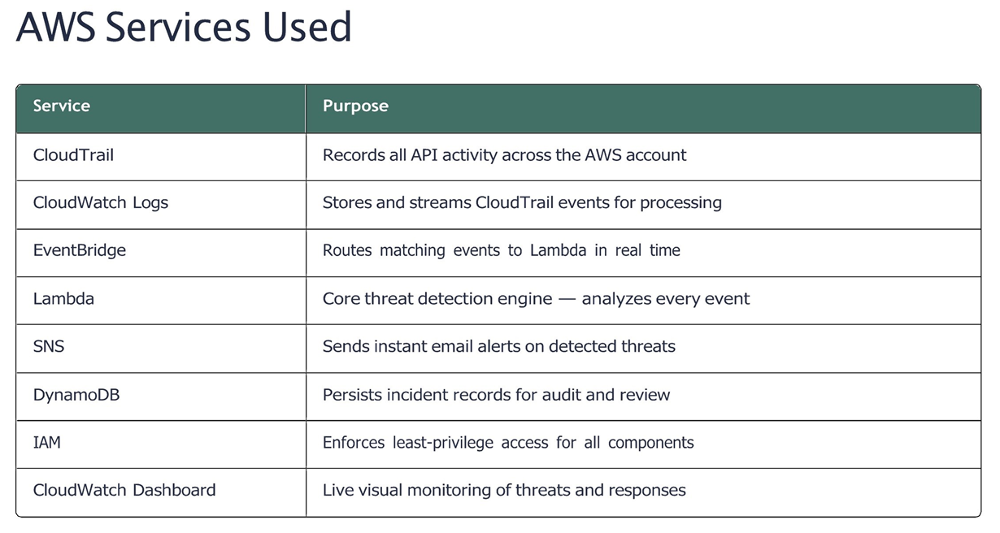 AWS Services Used
Service Purpose
CloudTrail Records all API activity across the AWS account
CloudWatch Logs Stores and streams CloudTrail events for processing
EventBridge Routes matching events to Lambda in real time
Lambda Core threat detection engine — analyzes every event
SNS Sends instant email alerts on detected threats
DynamoDB Persists incident records for audit and review
IAM Enforces least-privilege access for all components
CloudWatch Dashboard Live visual monitoring of threats and responses